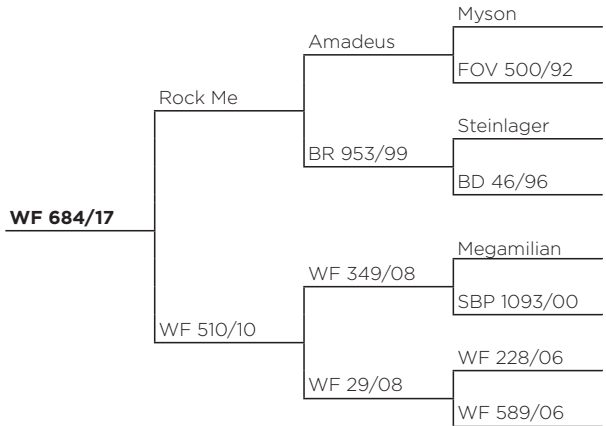 Myson
Amadeus
FOV 500/92
Rock Me
Steinlager
BR 953/99
BD 46/96
WF 684/17
Megamilian
WF 349/08
SBP 1093/00
WF 510/10
WF 228/06
WF 29/08
WF 589/06